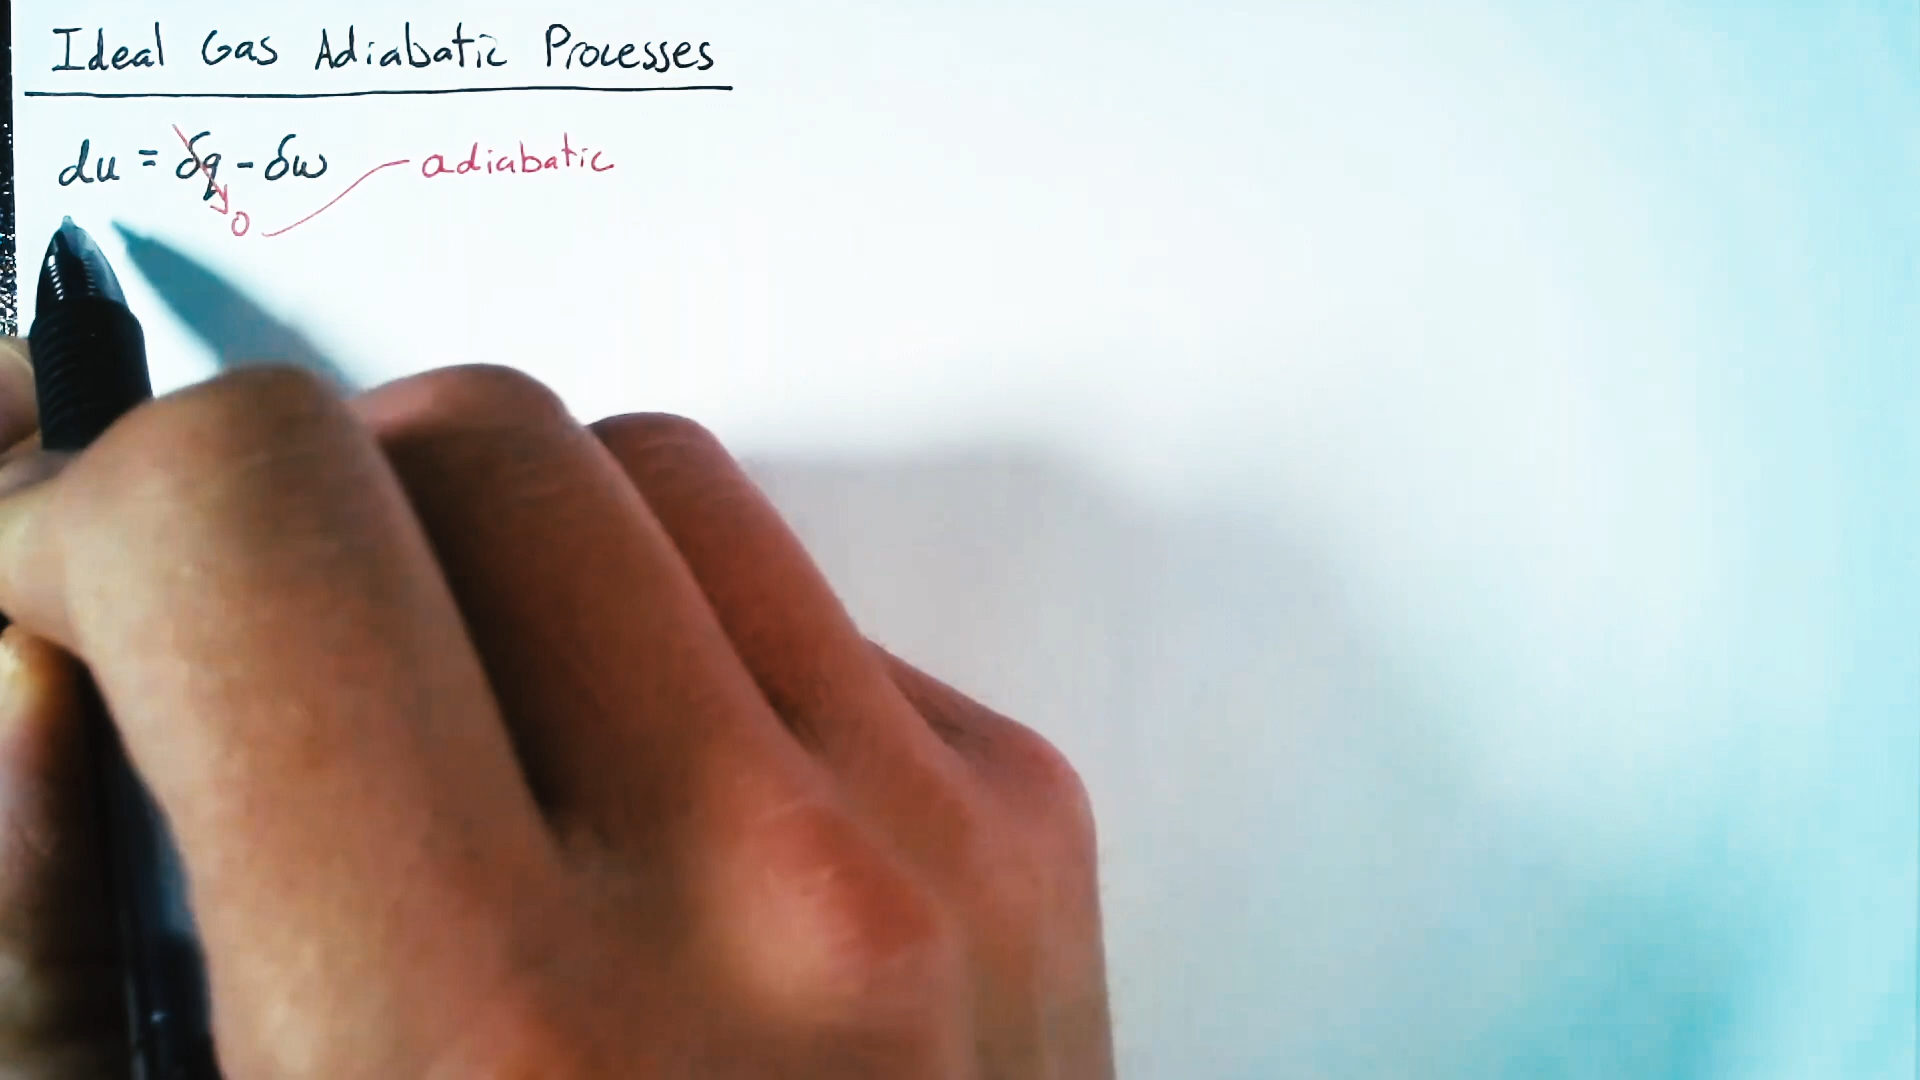 Ideal Gas Adiabatic Processes
du = δq - δw adiabatic
0